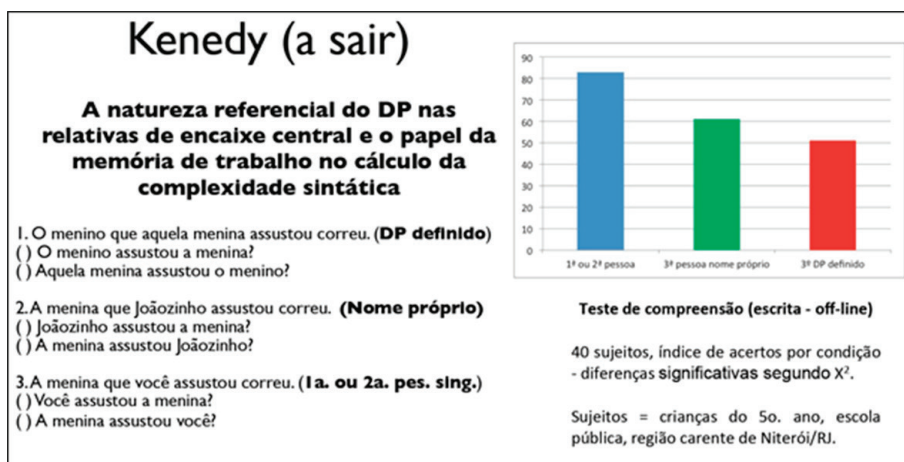 Kenedy (a sair)
A natureza referencial do DP nas
relativas de encaixe central e o papel da
memória de trabalho no cálculo da
complexidade sintática
1. O menino que aquela menina assustou correu. (DP definido)
( ) O menino assustou a menina?
( ) Aquela menina assustou o menino?
2. A menina que Joãozinho assustou correu. (Nome próprio)
( ) Joãozinho assustou a menina?
( ) A menina assustou Joãozinho?
3. A menina que você assustou correu. (1a. ou 2a. pes. sing.)
( ) Você assustou a menina?
( ) A menina assustou você?
90
80
70
60
50
40
30
20
10
0
1ª ou 2ª pessoa
3ª pessoa nome próprio
3ª DP definido
Teste de compreensão (escrita - off-line)
40 sujeitos, índice de acertos por condição
- diferenças significativas segundo X².
Sujeitos = crianças do 5o. ano, escola
pública, região carente de Niterói/RJ.